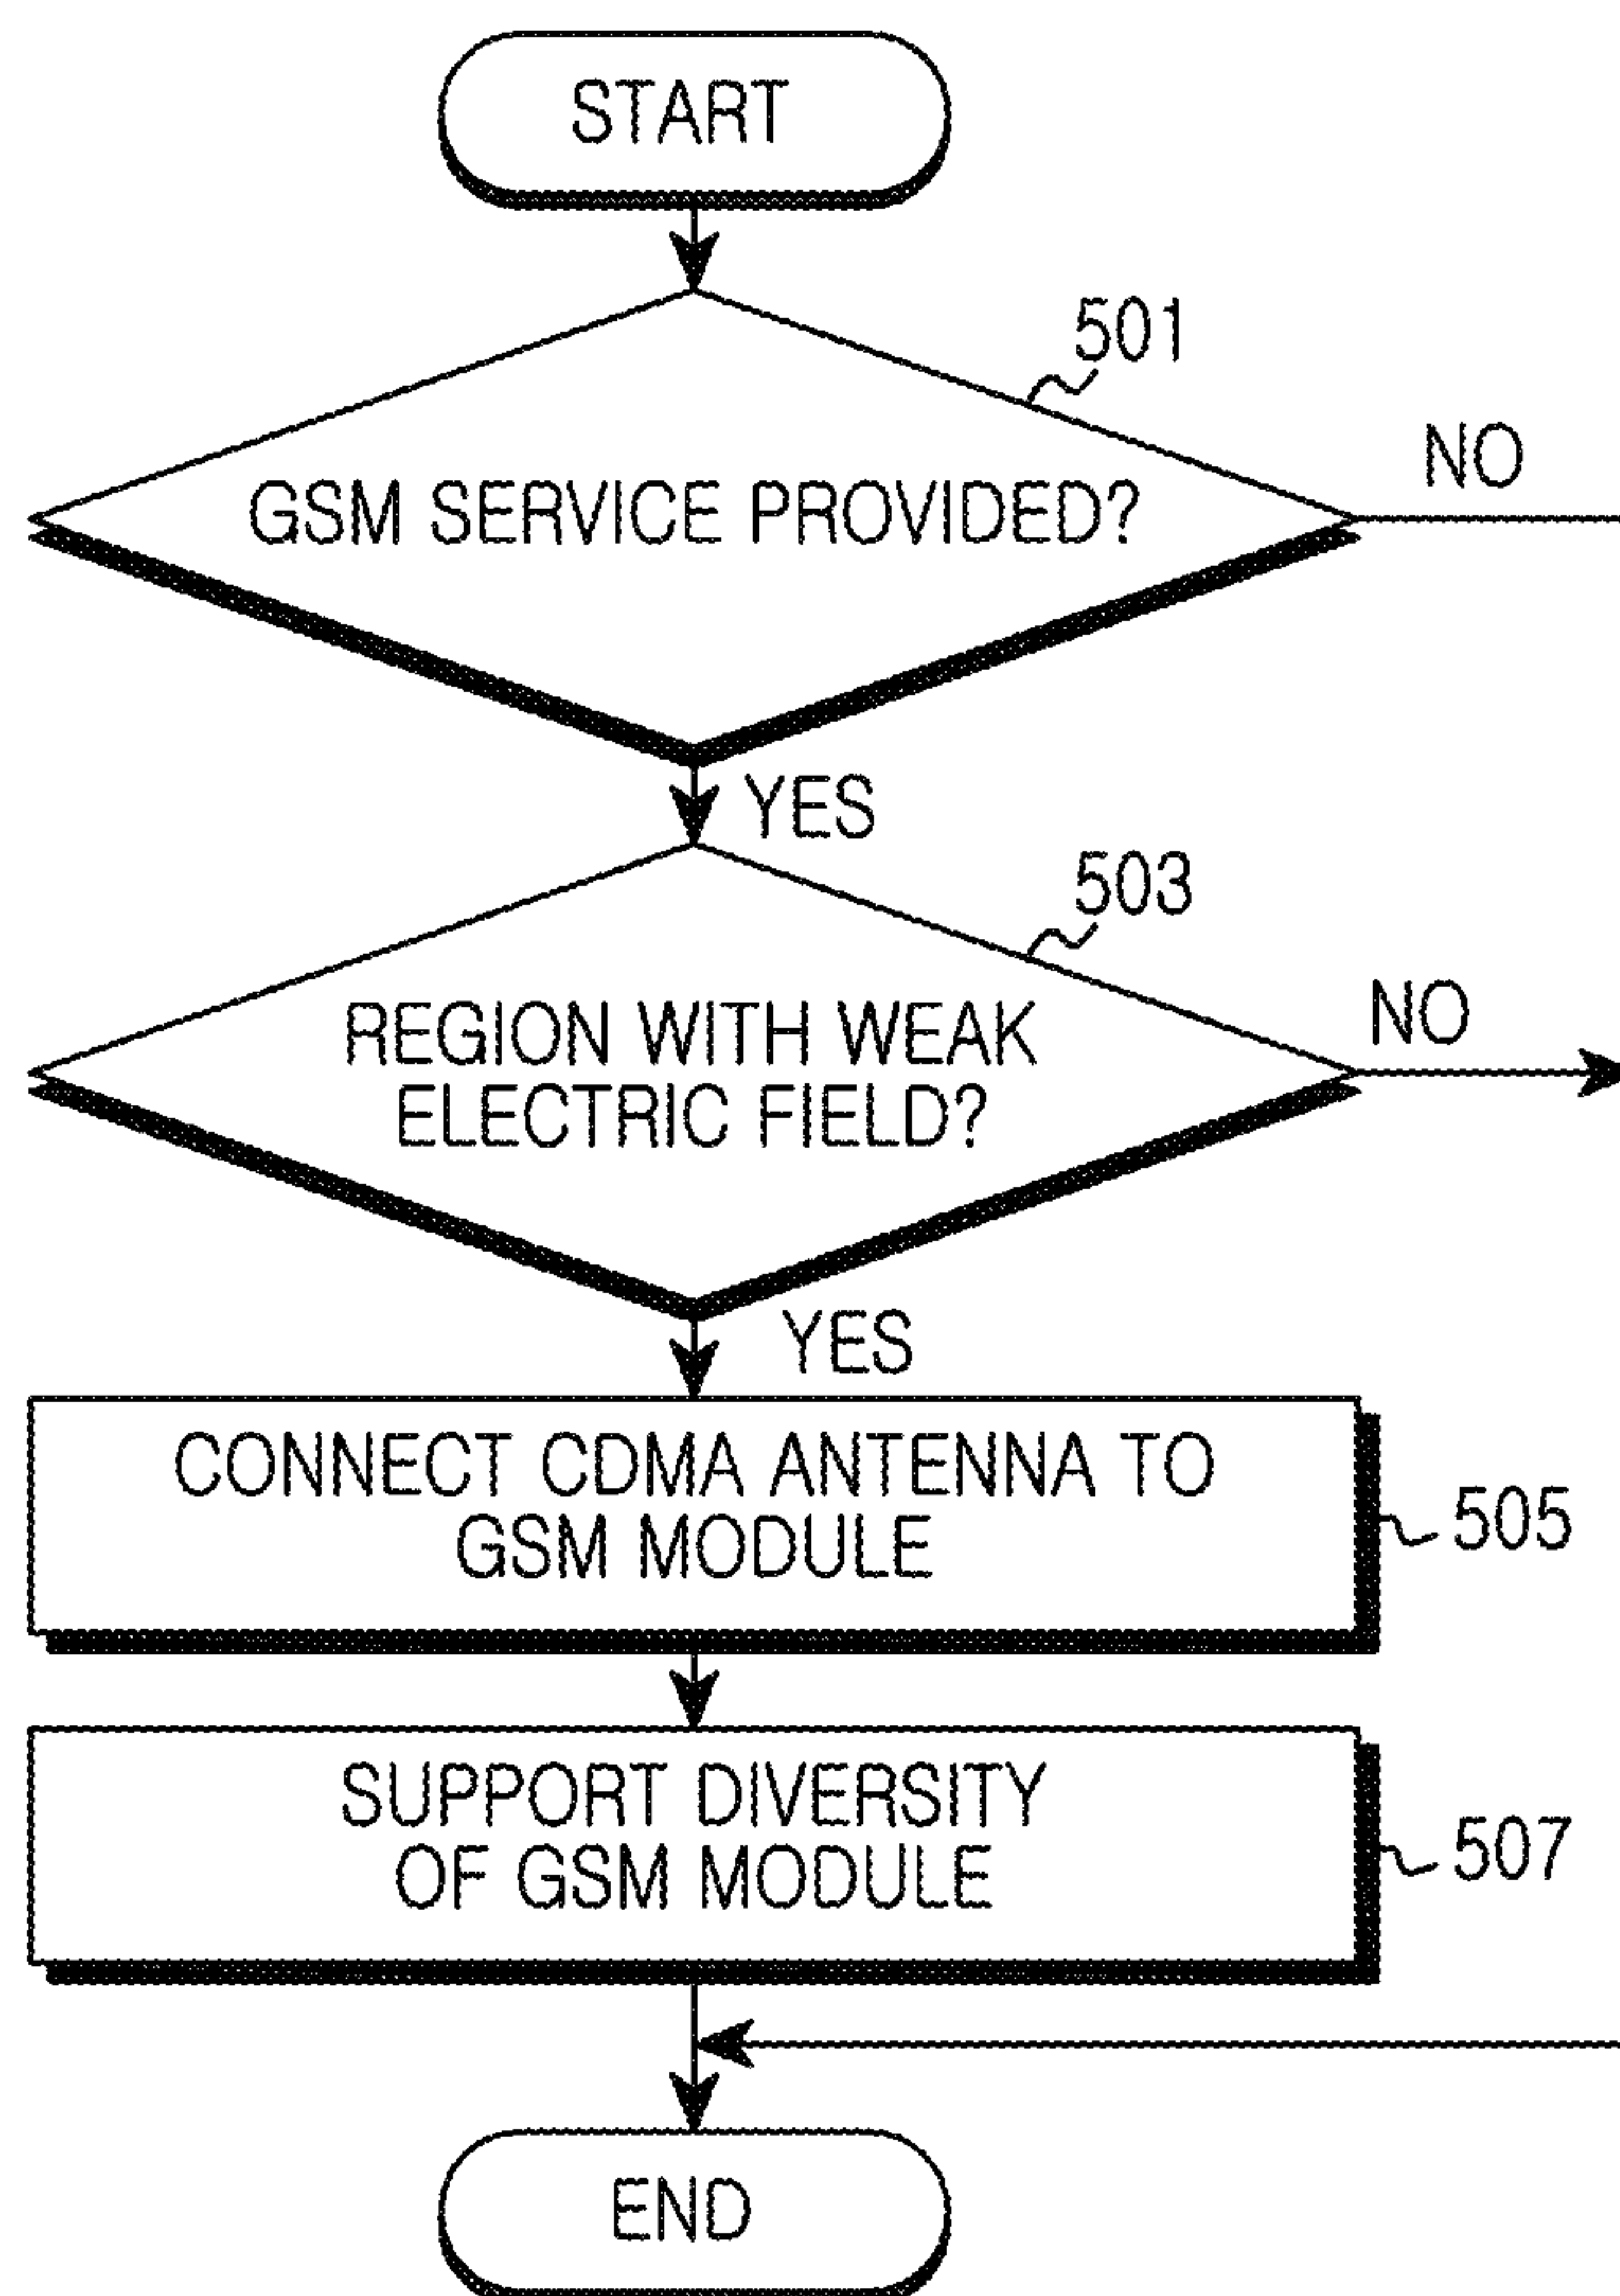 START
501
NO
GSM SERVICE PROVIDED?
YES
503
NO
REGION WITH WEAK
ELECTRIC FIELD?
YES
CONNECT CDMA ANTENNA TO
GSM MODULE
505
SUPPORT DIVERSITY
OF GSM MODULE
507
END